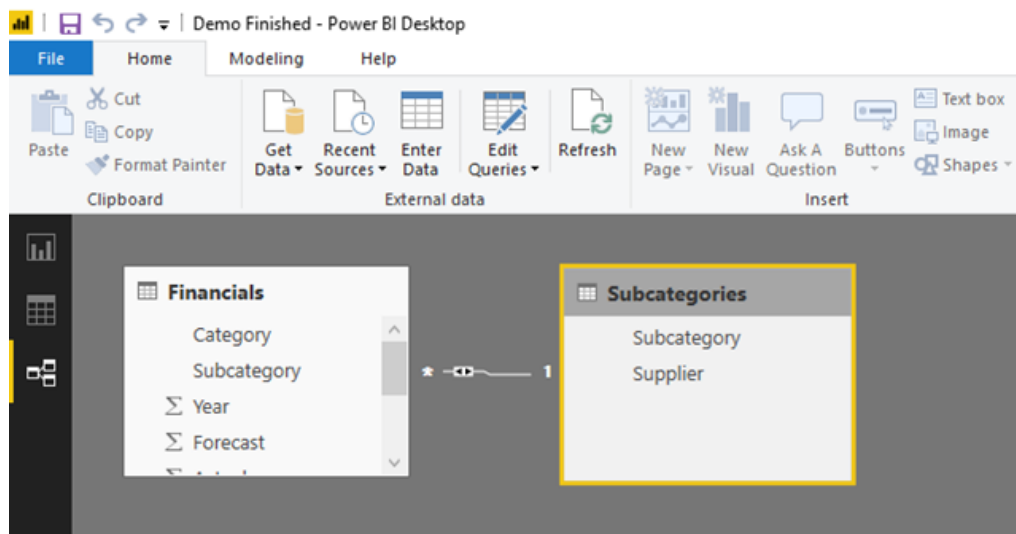 Demo Finished - Power BI Desktop
File Home Modeling Help
Paste
Cut
Copy
Format Painter
Clipboard
Get Data
Recent Sources
Enter Data
Edit Queries
Refresh
External data
New Page
New Visual
Ask A Question
Buttons
Text box
Image
Shapes
Insert
Financials
Category
Subcategory
Σ Year
Σ Forecast
* 1
Subcategories
Subcategory
Supplier